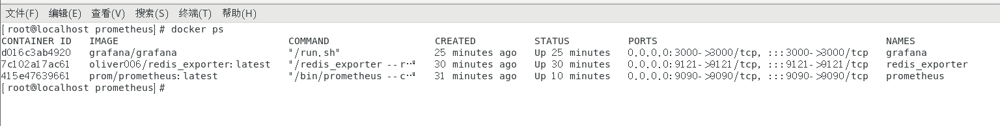 文件(F) 编辑(E) 查看(V) 搜索(S) 终端(T) 帮助(H)
[root@localhost prometheus]# docker ps
CONTAINER ID   IMAGE                             COMMAND                  CREATED          STATUS          PORTS                                       NAMES
d016c3ab4920   grafana/grafana                   "/run.sh"                25 minutes ago   Up 25 minutes   0.0.0.0:3000->3000/tcp, :::3000->3000/tcp   grafana
7c102a17ac61   oliver006/redis_exporter:latest   "/redis_exporter --r…"   30 minutes ago   Up 30 minutes   0.0.0.0:9121->9121/tcp, :::9121->9121/tcp   redis_exporter
415e47639661   prom/prometheus:latest            "/bin/prometheus --c…"   31 minutes ago   Up 10 minutes   0.0.0.0:9090->9090/tcp, :::9090->9090/tcp   prometheus
[root@localhost prometheus]#